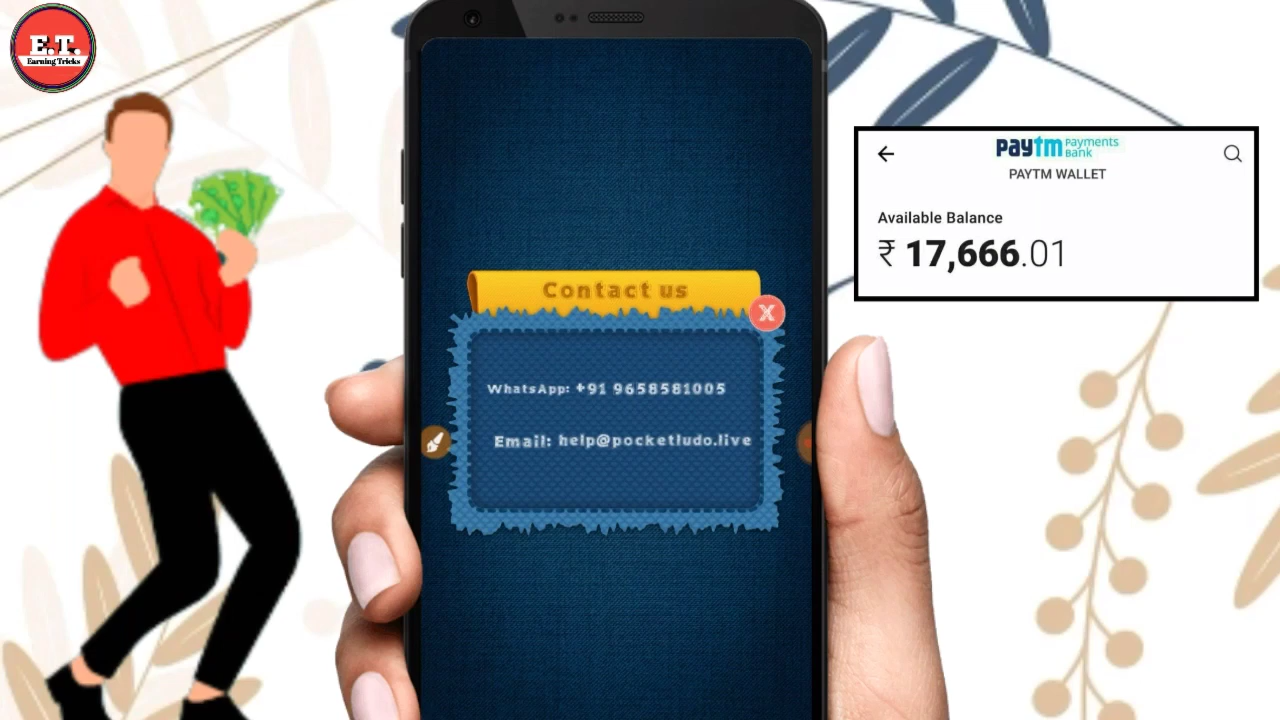 E.T.
Earning Tricks
Contact us
X
WhatsApp: +91 9658581005
Email: help@pocketludo.live
paytm Payments Bank
PAYTM WALLET
Available Balance
₹ 17,666.01